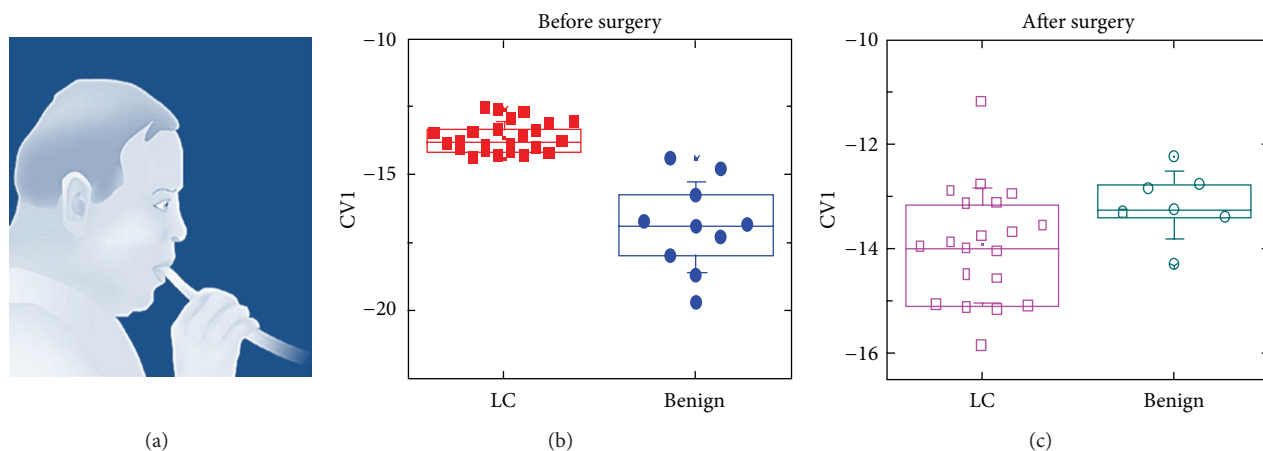 Before surgery
−10
−15
−20
CV1
LC
Benign
After surgery
−10
−12
−14
−16
CV1
LC
Benign
(a)
(b)
(c)